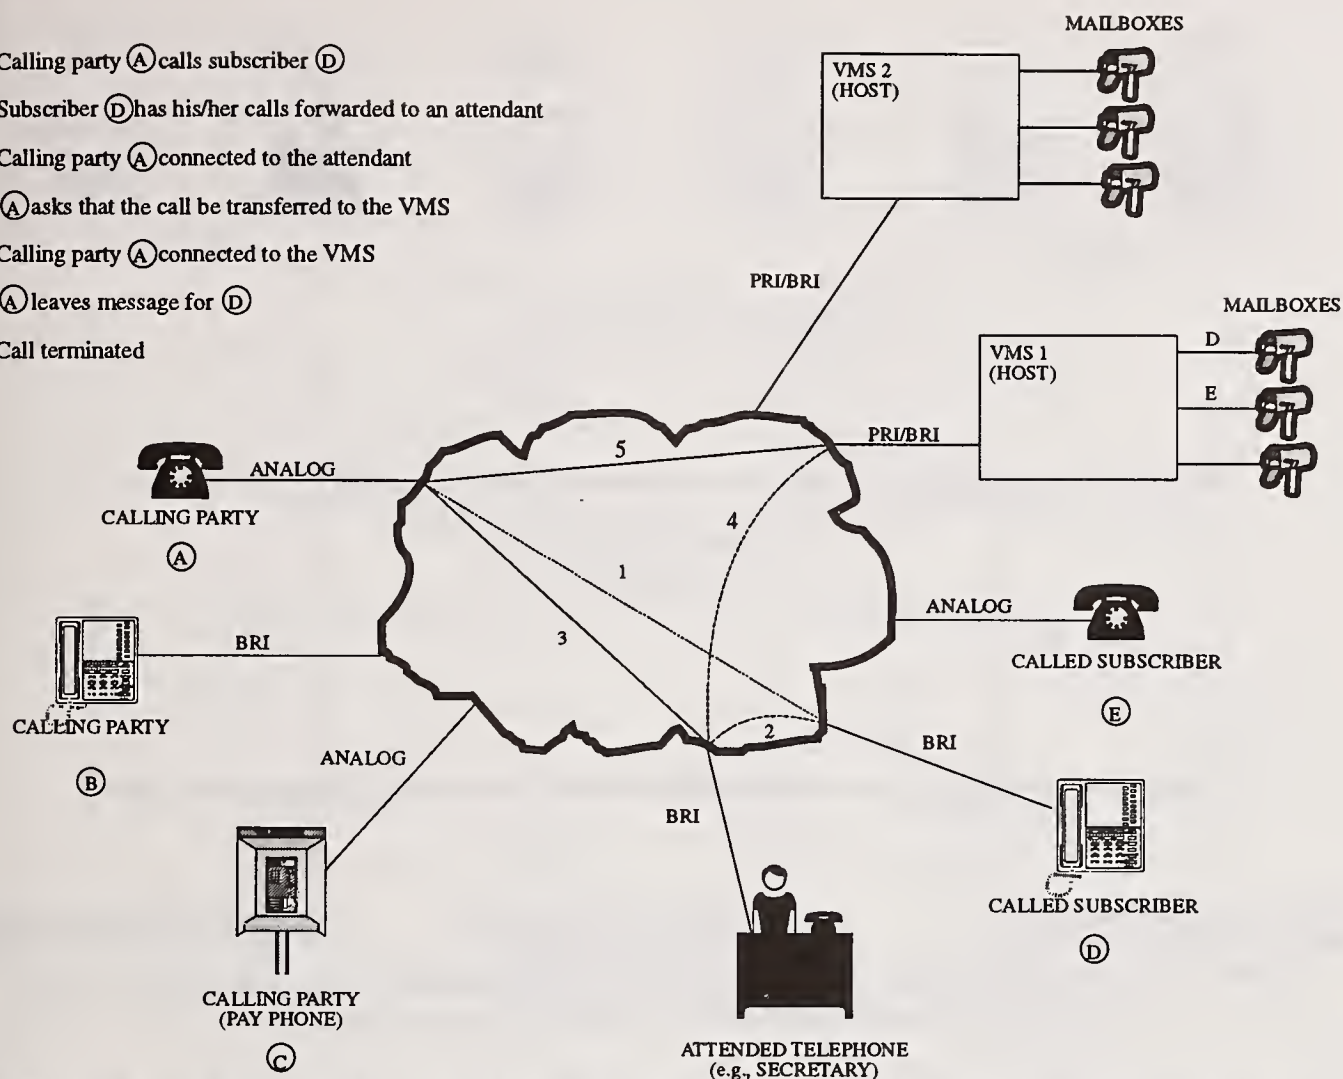 Calling party A calls subscriber D
Subscriber D has his/her calls forwarded to an attendant
Calling party A connected to the attendant
A asks that the call be transferred to the VMS
Calling party A connected to the VMS
A leaves message for D
Call terminated
MAILBOXES
VMS 2
(HOST)
PRI/BRI
MAILBOXES
VMS 1
(HOST)
D
E
PRI/BRI
ANALOG
CALLING PARTY
A
5
4
1
3
2
BRI
CALLING PARTY
B
ANALOG
CALLED SUBSCRIBER
E
ANALOG
CALLING PARTY
(PAY PHONE)
C
BRI
CALLED SUBSCRIBER
D
BRI
ATTENDED TELEPHONE
(e.g., SECRETARY)